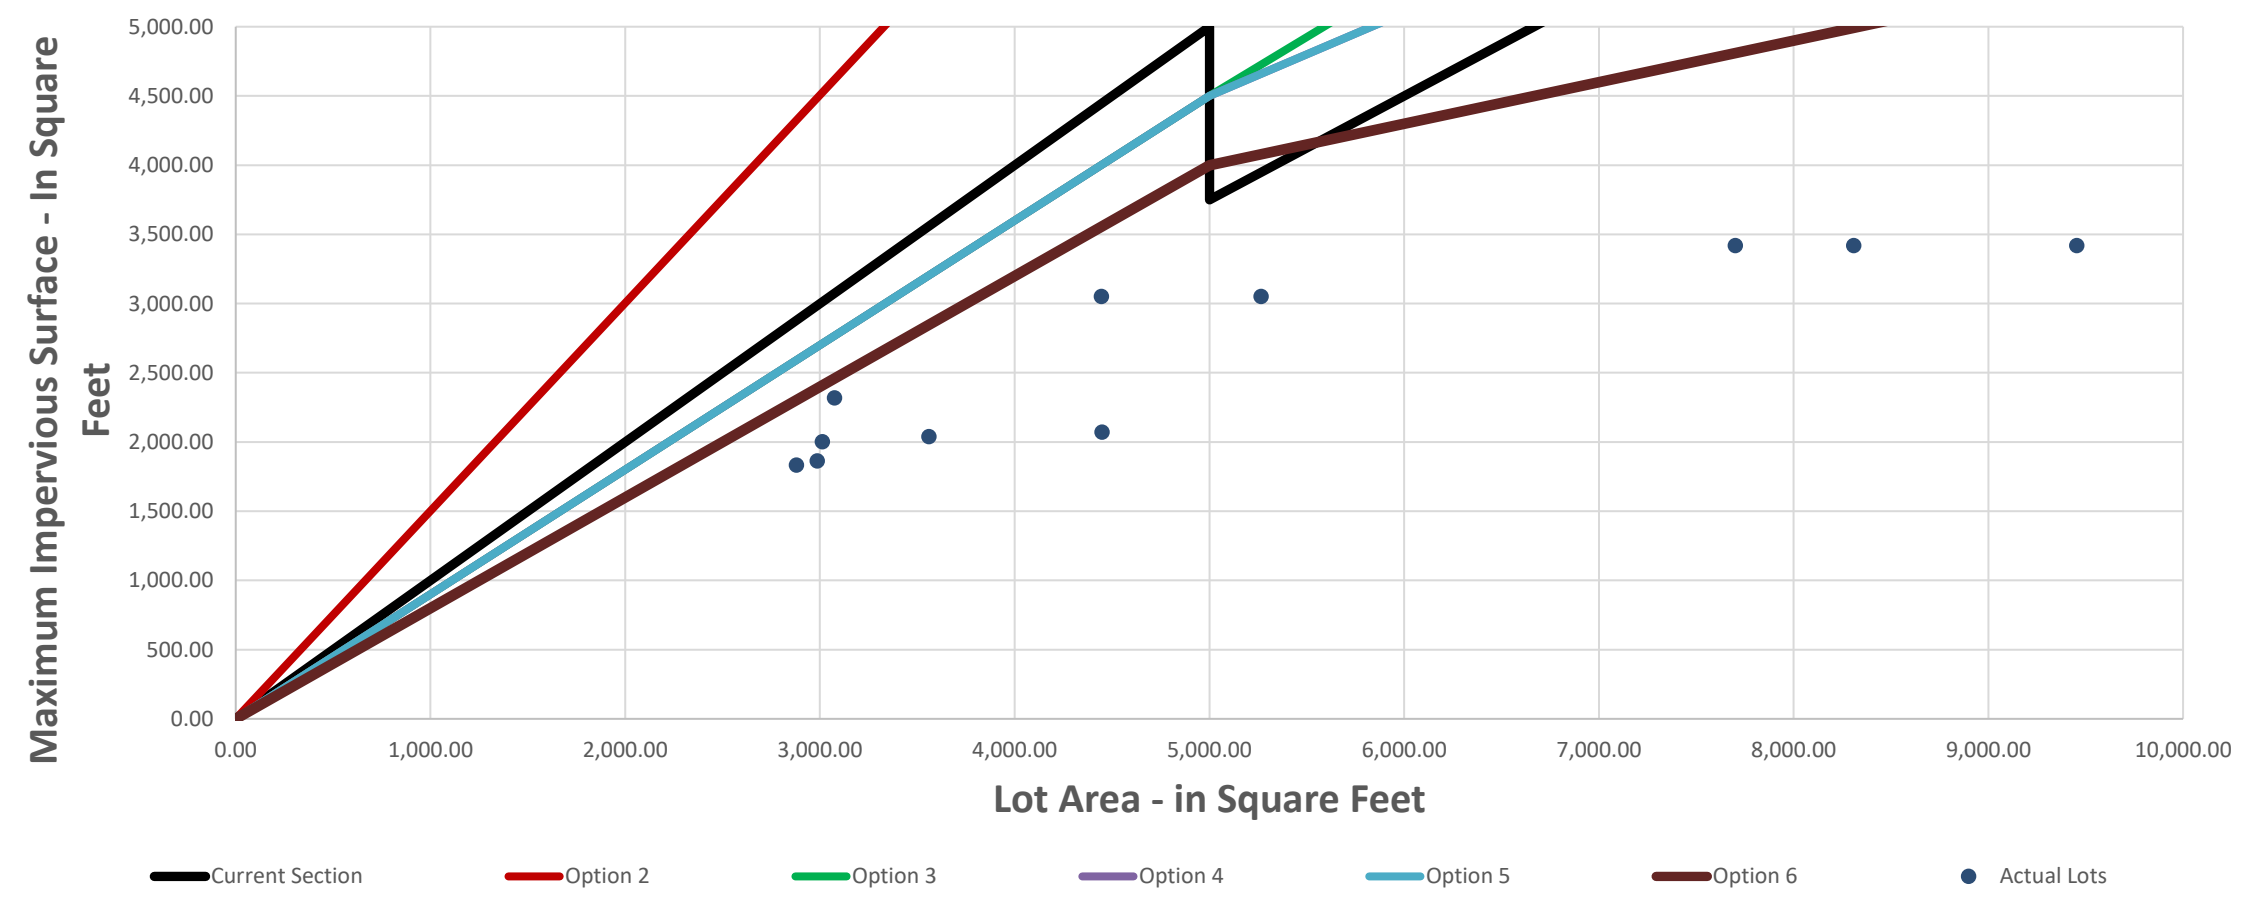 Maximum Impervious Surface - In Square
Feet
5,000.00
4,500.00
4,000.00
3,500.00
3,000.00
2,500.00
2,000.00
1,500.00
1,000.00
500.00
0.00
0.00 1,000.00 2,000.00 3,000.00 4,000.00 5,000.00 6,000.00 7,000.00 8,000.00 9,000.00 10,000.00
Lot Area - in Square Feet
Current Section Option 2 Option 3 Option 4 Option 5 Option 6 Actual Lots